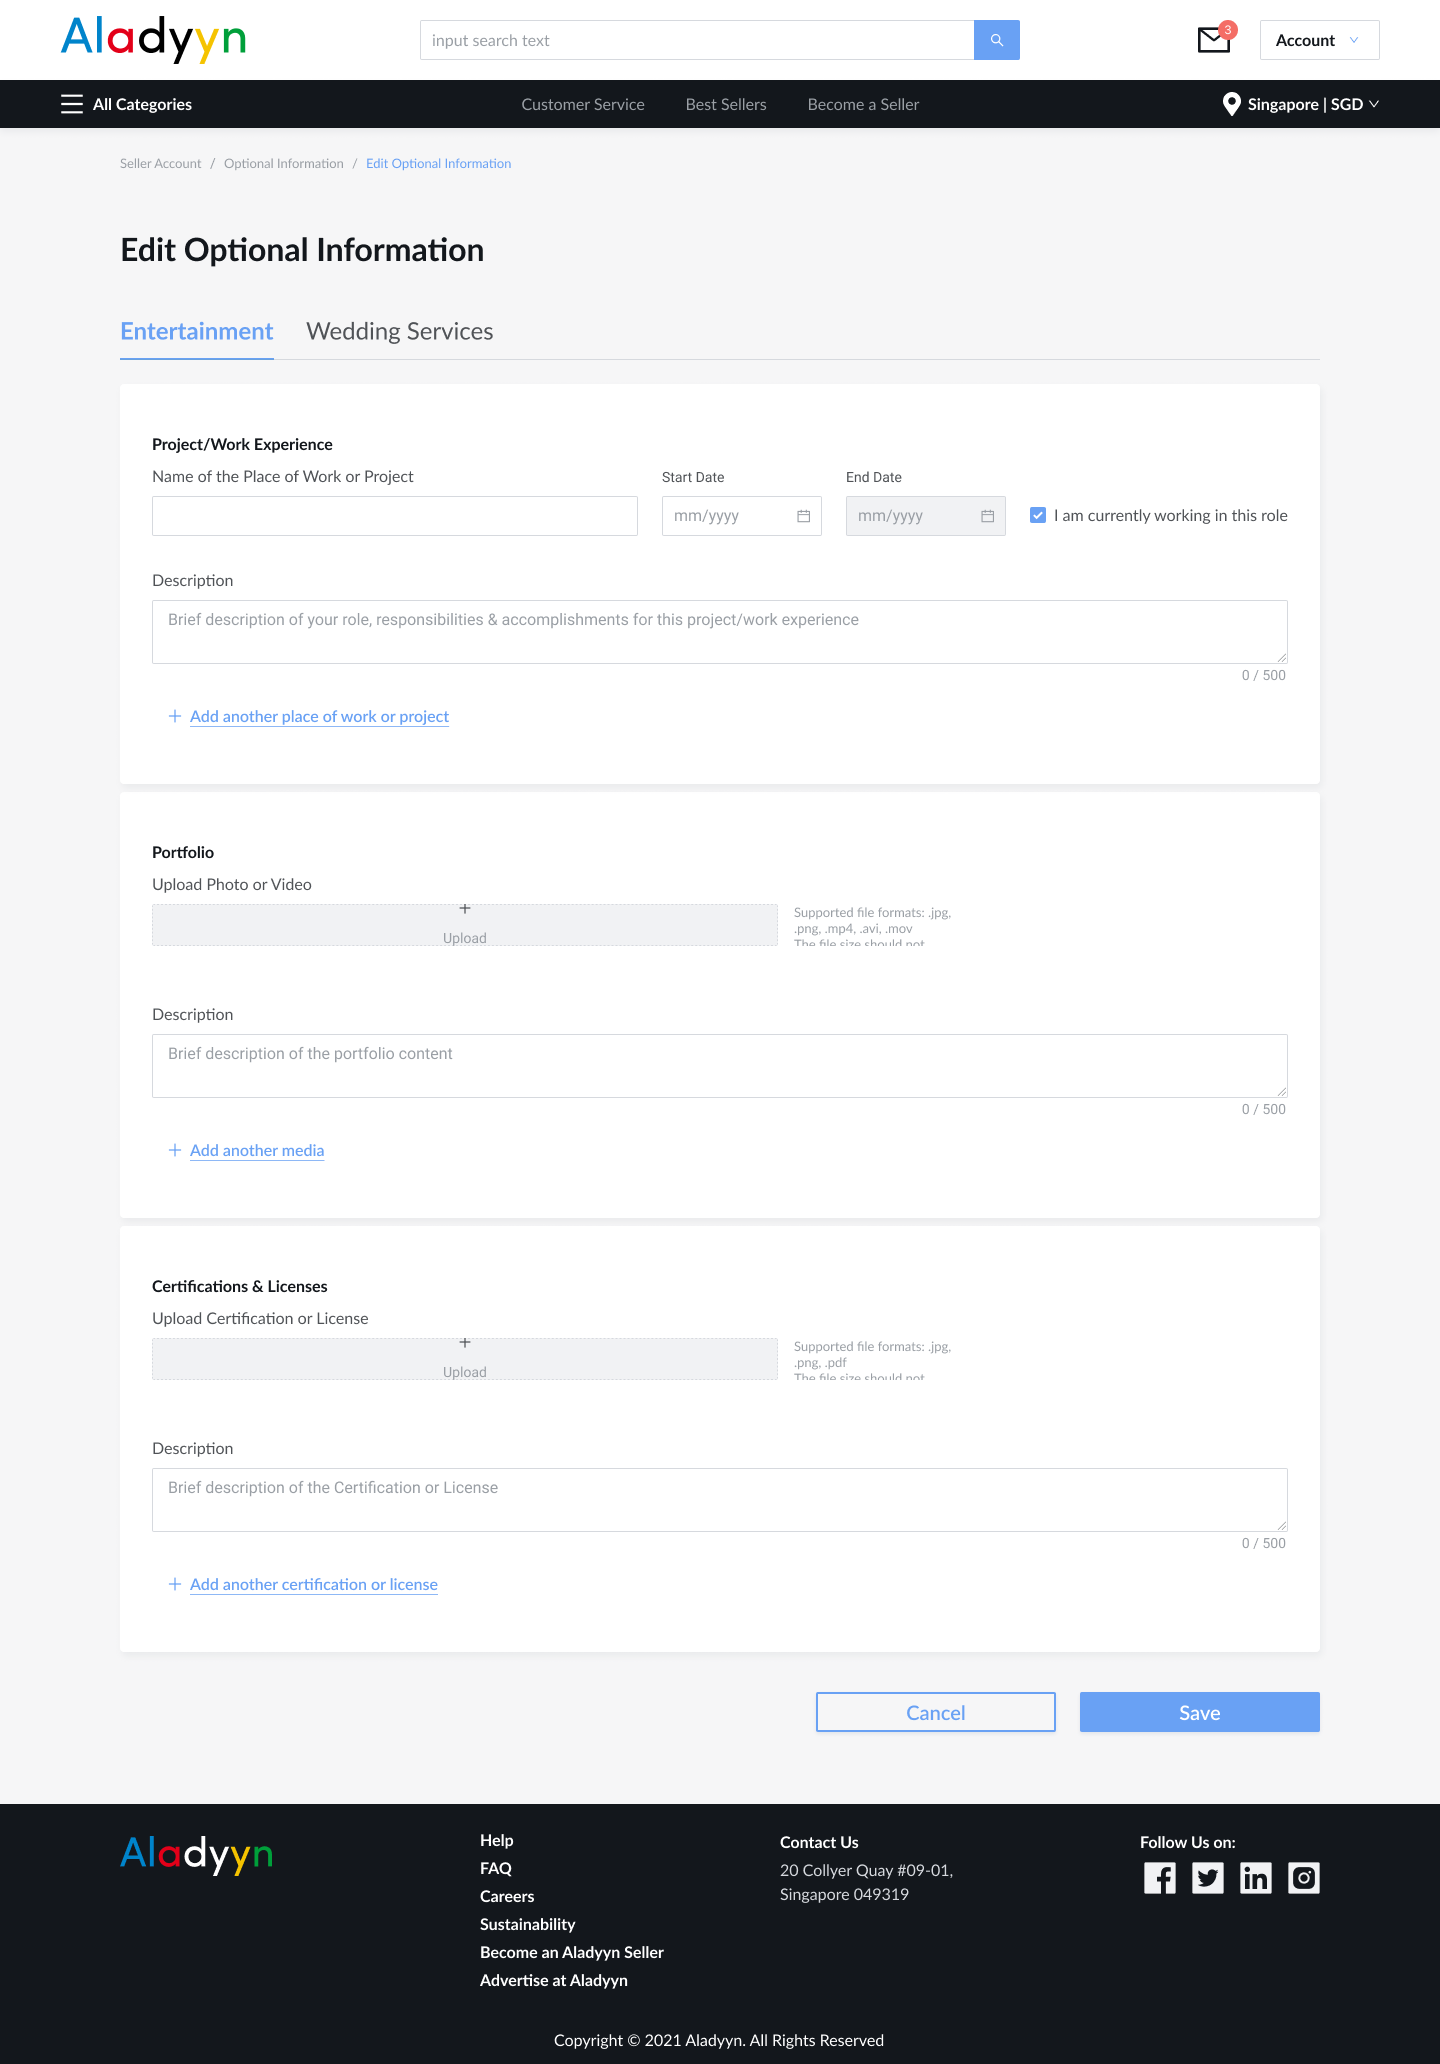 Aladyyn
input search text
3
Account
All Categories
Customer Service
Best Sellers
Become a Seller
Singapore | SGD
Seller Account / Optional Information / Edit Optional Information
Edit Optional Information
Entertainment
Wedding Services
Project/Work Experience
Name of the Place of Work or Project
Start Date
End Date
mm/yyyy
mm/yyyy
I am currently working in this role
Description
Brief description of your role, responsibilities & accomplishments for this project/work experience
0 / 500
Add another place of work or project
Portfolio
Upload Photo or Video
Upload
Supported file formats: .jpg,
.png, .mp4, .avi, .mov
The file size should not
Description
Brief description of the portfolio content
0 / 500
Add another media
Certifications & Licenses
Upload Certification or License
Upload
Supported file formats: .jpg,
.png, .pdf
The file size should not
Description
Brief description of the Certification or License
0 / 500
Add another certification or license
Cancel
Save
Aladyyn
Help
FAQ
Careers
Sustainability
Become an Aladyyn Seller
Advertise at Aladyyn
Contact Us
20 Collyer Quay #09-01,
Singapore 049319
Follow Us on:
Copyright © 2021 Aladyyn. All Rights Reserved